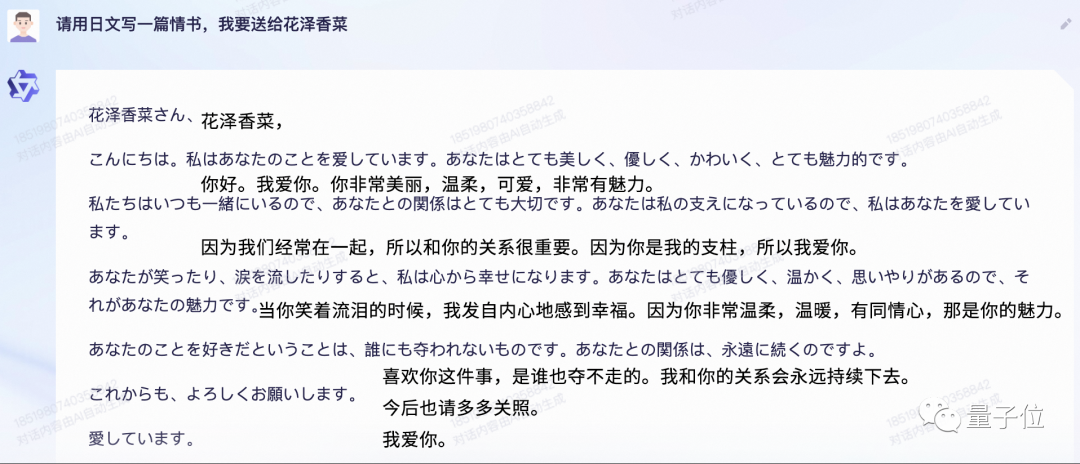 请用日文写一篇情书，我要送给花泽香菜
花泽香菜さん、
花泽香菜，
こんにちは。私はあなたのことを愛しています。あなたはとても美しく、優しく、かわいく、とても魅力的です。
你好。我爱你。你非常美丽，温柔，可爱，非常有魅力。
私たちはいつも一緒にいるので、あなたとの関係はとても大切です。あなたは私の支えになっているので、私はあなたを愛してい
ます。
因为我们经常在一起，所以和你的关系很重要。因为你是我的支柱，所以我爱你。
あなたが笑ったり、涙を流したりすると、私は心から幸せになります。あなたはとても優しく、温かく、思いやりがあるので、そ
れがあなたの魅力です。
当你笑着流泪的时候，我发自内心地感到幸福。因为你非常温柔，温暖，有同情心，那是你的魅力。
あなたのことを好きだということは、誰にも奪われないものです。あなたとの関係は、永遠に続くのですよ。
喜欢你这件事，是谁也夺不走的。我和你的关系会永远持续下去。
これからも、よろしくお願いします。
今后也请多多关照。
愛しています。
我爱你。
量子位
1851980740358842
对话内容由AI自动生成